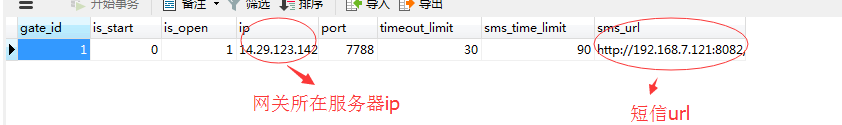 开始事务 备注 筛选 排序 导入 导出
gate_id is_start is_open ip port timeout_limit sms_time_limit sms_url
1 0 1 14.29.123.142 7788 30 90 http://192.168.7.121:8082,
网关所在服务器ip
短信url